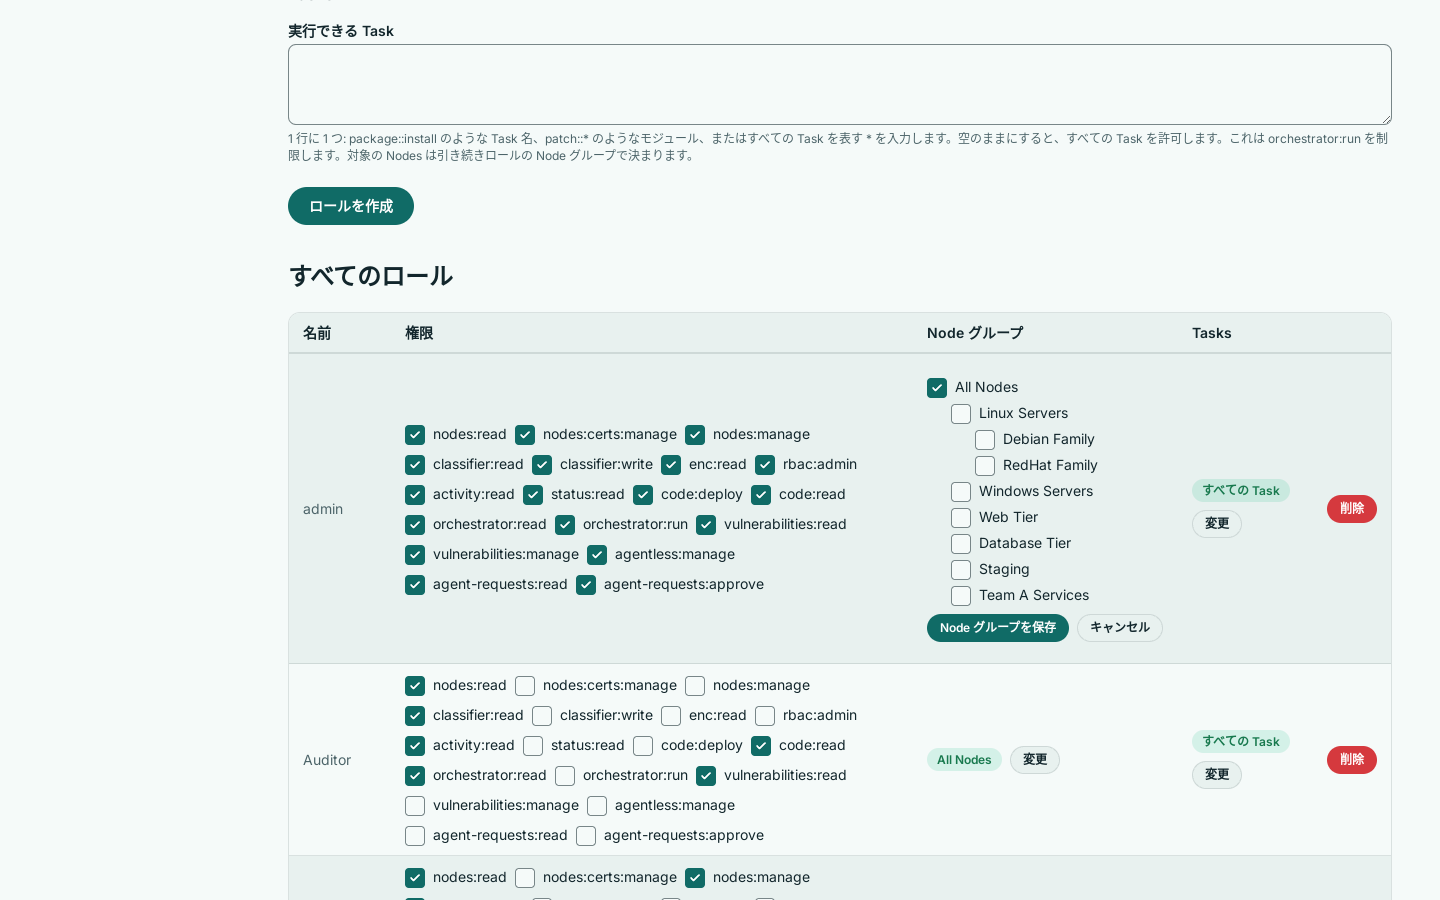 実行できる Task
1 行に 1 つ: package::install のような Task 名、patch::* のようなモジュール、またはすべての Task を表す * を入力します。空のままにすると、すべての Task を許可します。これは orchestrator:run を制
限します。対象の Nodes は引き続きロールの Node グループで決まります。
ロールを作成
すべてのロール
名前 権限 Node グループ Tasks
admin
nodes:read nodes:certs:manage nodes:manage
classifier:read classifier:write enc:read rbac:admin
activity:read status:read code:deploy code:read
orchestrator:read orchestrator:run vulnerabilities:read
vulnerabilities:manage agentless:manage
agent-requests:read agent-requests:approve
All Nodes
Linux Servers
Debian Family
RedHat Family
Windows Servers
Web Tier
Database Tier
Staging
Team A Services
Node グループを保存 キャンセル
すべての Task
変更
削除
Auditor
nodes:read nodes:certs:manage nodes:manage
classifier:read classifier:write enc:read rbac:admin
activity:read status:read code:deploy code:read
orchestrator:read orchestrator:run vulnerabilities:read
vulnerabilities:manage agentless:manage
agent-requests:read agent-requests:approve
All Nodes 変更
すべての Task
変更
削除
nodes:read nodes:certs:manage nodes:manage